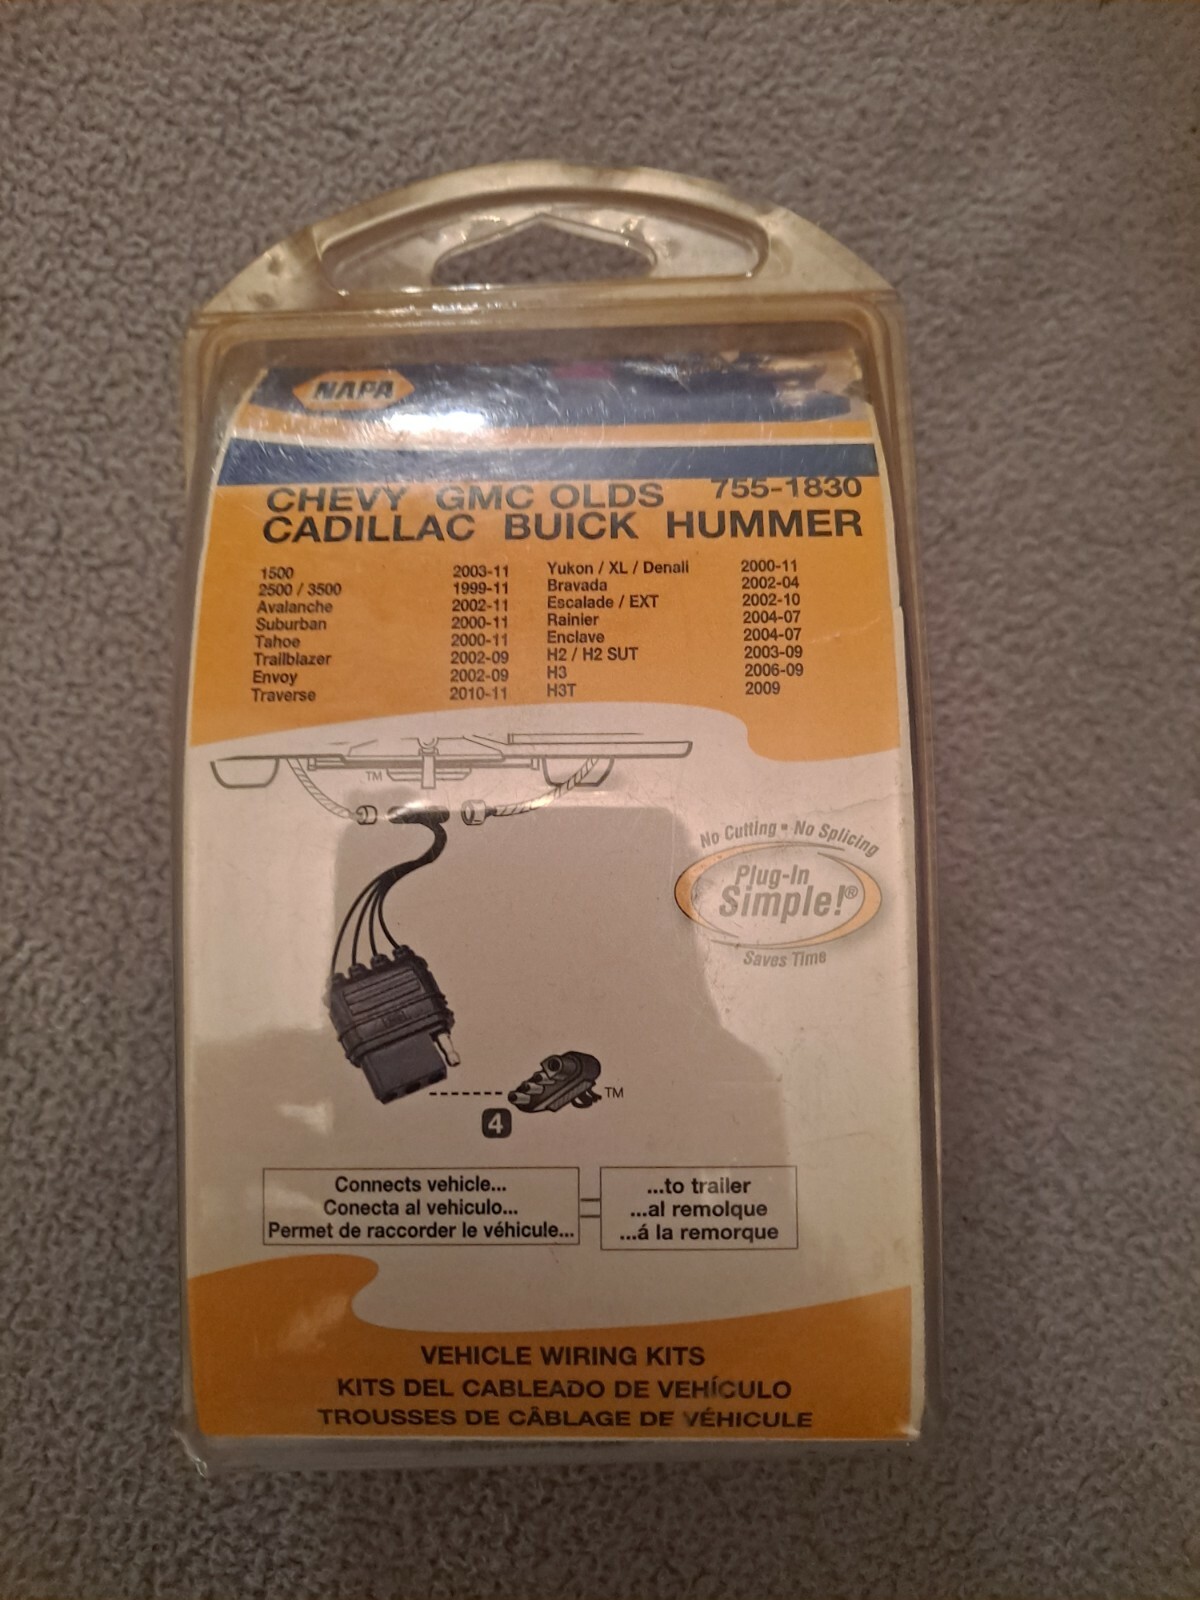 NAPA
CHEVY GMC OLDS 755-1830
CADILLAC BUICK HUMMER
1500 2003-11 Yukon / XL / Denali 2000-11
2500 / 3500 1999-11 Bravada 2002-04
Avalanche 2002-11 Escalade / EXT 2002-10
Suburban 2000-11 Rainier 2004-07
Tahoe 2000-11 Enclave 2004-07
Trailblazer 2002-09 H2 / H2 SUT 2003-09
Envoy 2002-09 H3 2006-09
Traverse 2010-11 H3T 2009
TM
No Cutting • No Splicing
Plug-In
Simple!®
Saves Time
TM
4
Connects vehicle... ...to trailer
Conecta al vehiculo... ...al remolque
Permet de raccorder le véhicule... ...á la remorque
VEHICLE WIRING KITS
KITS DEL CABLEADO DE VEHÍCULO
TROUSSES DE CÂBLAGE DE VÉHICULE